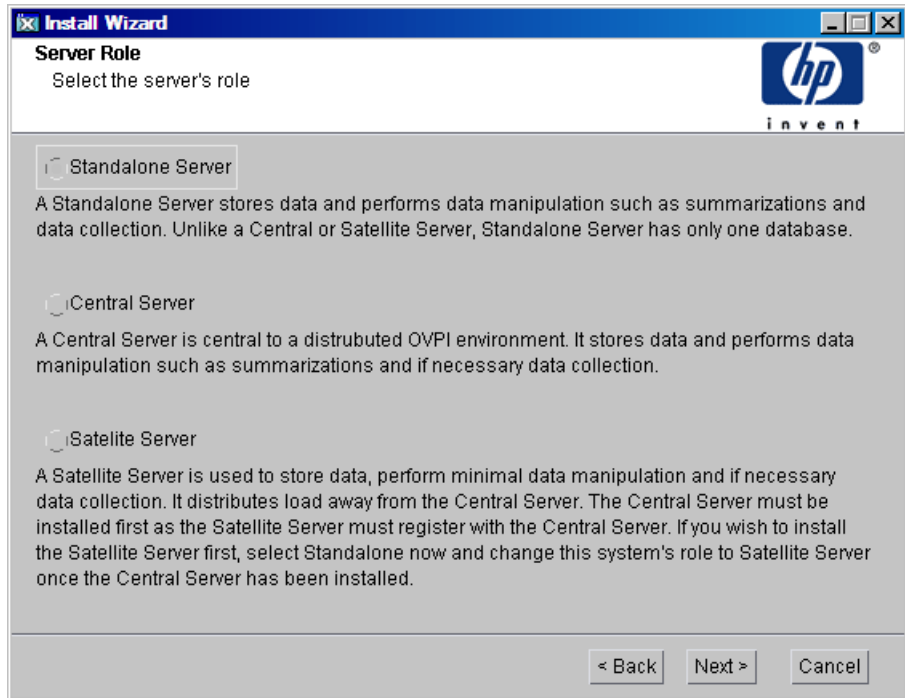 Install Wizard
Server Role
Select the server's role
hp
®
invent
Standalone Server
A Standalone Server stores data and performs data manipulation such as summarizations and
data collection. Unlike a Central or Satellite Server, Standalone Server has only one database.
Central Server
A Central Server is central to a distrubuted OVPI environment. It stores data and performs data
manipulation such as summarizations and if necessary data collection.
Satelite Server
A Satellite Server is used to store data, perform minimal data manipulation and if necessary
data collection. It distributes load away from the Central Server. The Central Server must be
installed first as the Satellite Server must register with the Central Server. If you wish to install
the Satellite Server first, select Standalone now and change this system's role to Satellite Server
once the Central Server has been installed.
< Back Next > Cancel